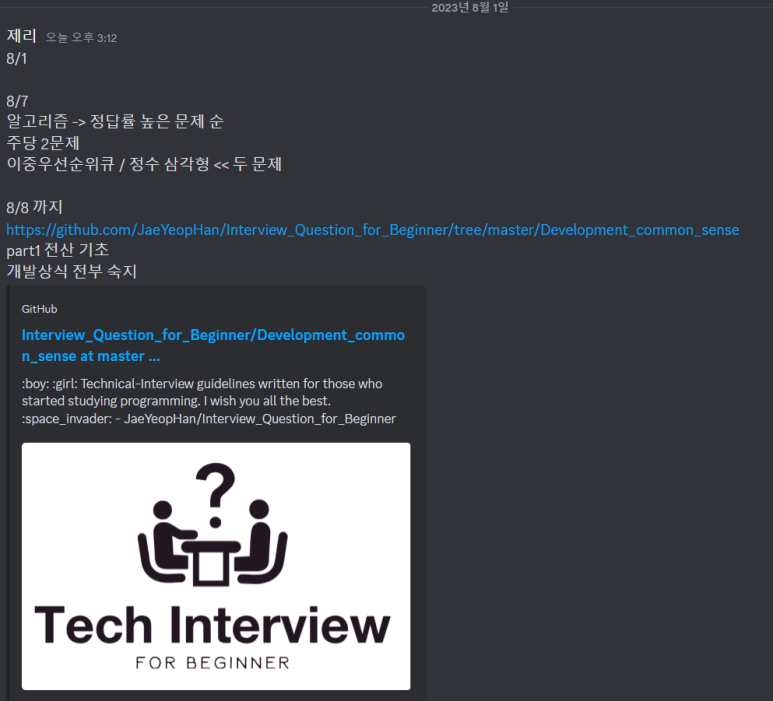 2023년 8월 1일
제리 오늘 오후 3:12
8/1
8/7
알고리즘 -> 정답률 높은 문제 순
주당 2문제
이중우선순위큐 / 정수 삼각형 << 두 문제
8/8 까지
https://github.com/JaeYeopHan/Interview_Question_for_Beginner/tree/master/Development_common_sense
part1 전산 기초
개발상식 전부 숙지
GitHub
Interview_Question_for_Beginner/Development_commo
n_sense at master ...
:boy: :girl: Technical-Interview guidelines written for those who
started studying programming. I wish you all the best.
:space_invader: - JaeYeopHan/Interview_Question_for_Beginner
?
Tech Interview
FOR BEGINNER